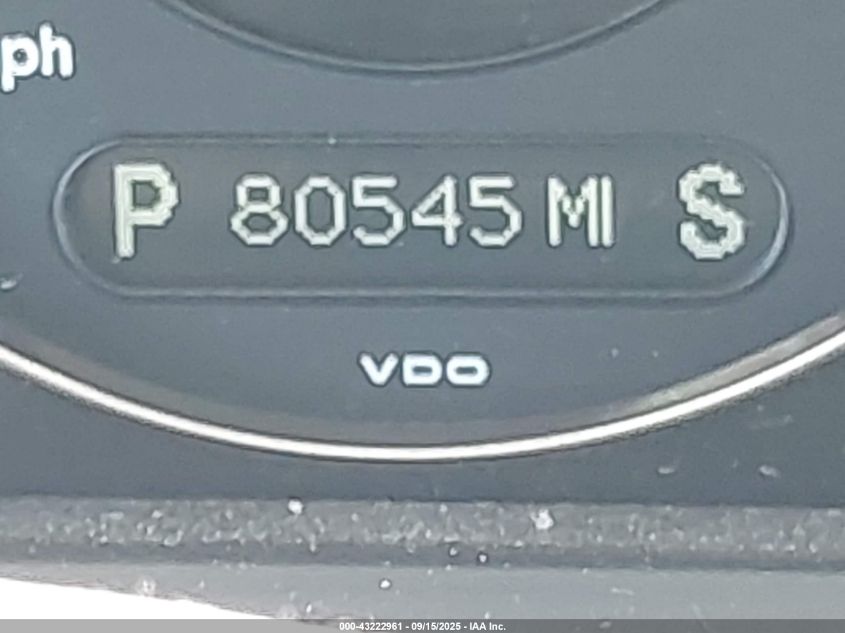 ph
P 80545 MI S
VDO
000-43222961 - 09/15/2025 - IAA Inc.